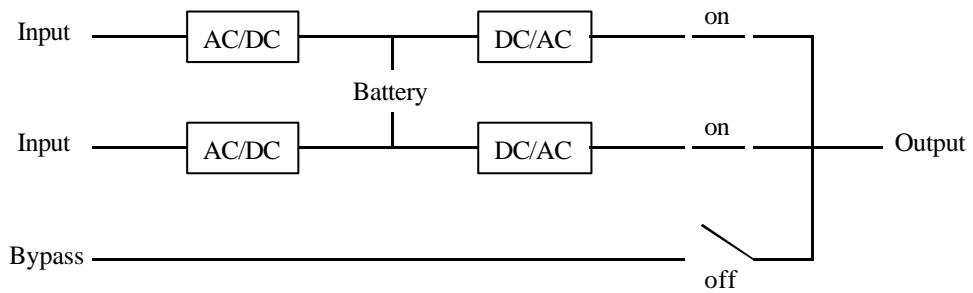 on
Input AC/DC DC/AC
Battery
on
Input AC/DC DC/AC Output
Bypass
off